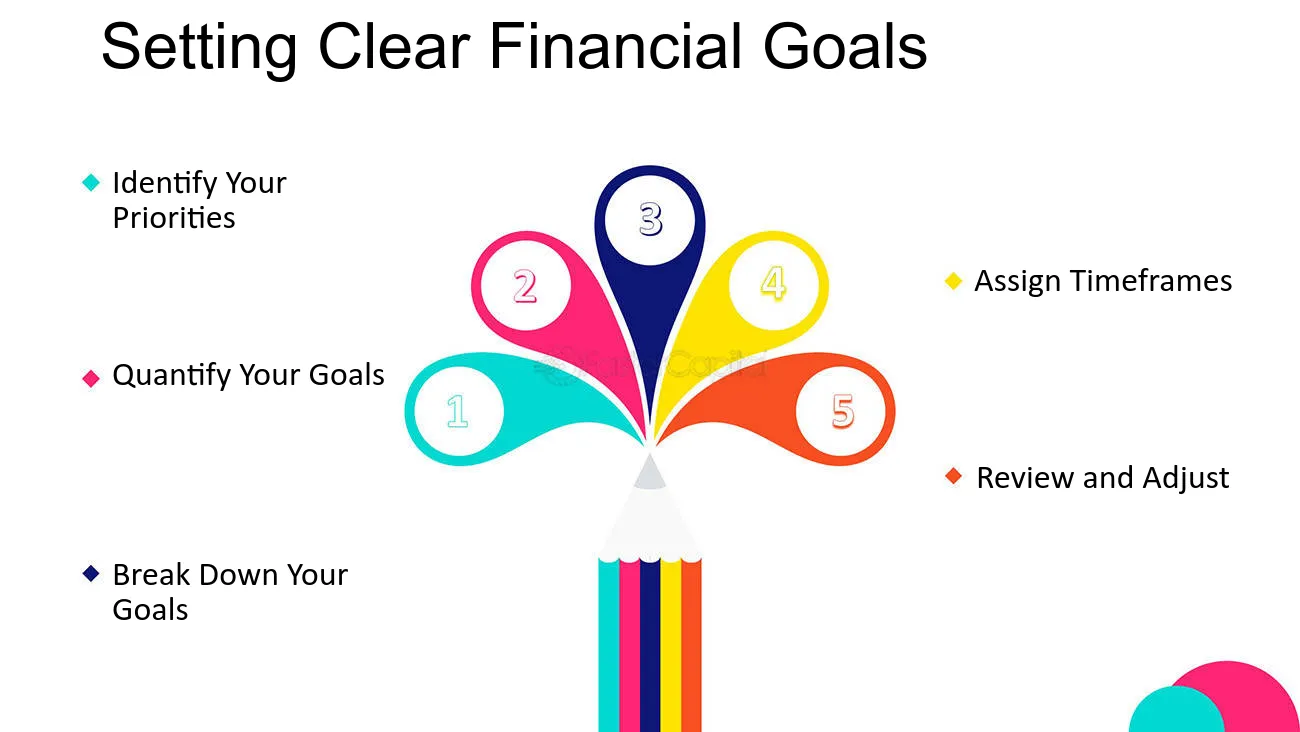 Setting Clear Financial Goals
Identify Your
Priorities
Quantify Your Goals
Break Down Your
Goals
1
2
3
4
5
Assign Timeframes
Review and Adjust